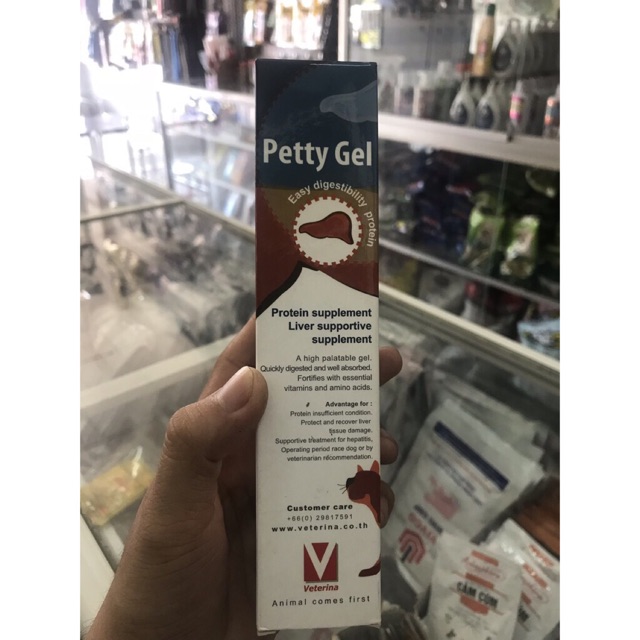 Petty Gel
Easy digestibility protein
Protein supplement
Liver supportive
supplement
A high palatable gel.
Quickly digested and well absorbed.
Fortifies with essential
vitamins and amino acids.
Advantage for :
Protein insufficient condition.
Protect and recover liver
tissue damage.
Supportive treatment for hepatitis,
Operating period race dog or by
veterinarian recommendation.
Customer care
+66(0) 29817591
www.veterina.co.th
V
Veterina
Animal comes first
CÁM CÚM